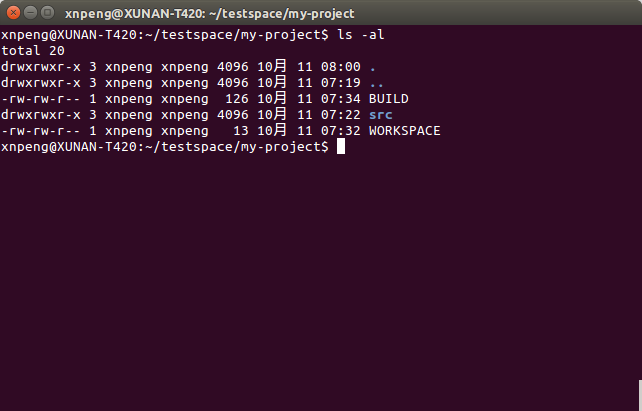 xnpeng@XUNAN-T420: ~/testspace/my-project
xnpeng@XUNAN-T420:~/testspace/my-project$ ls -al
total 20
drwxrwxr-x 3 xnpeng xnpeng 4096 10月 11 08:00 .
drwxrwxr-x 3 xnpeng xnpeng 4096 10月 11 07:19 ..
-rw-rw-r-- 1 xnpeng xnpeng  126 10月 11 07:34 BUILD
drwxrwxr-x 3 xnpeng xnpeng 4096 10月 11 07:22 src
-rw-rw-r-- 1 xnpeng xnpeng   13 10月 11 07:32 WORKSPACE
xnpeng@XUNAN-T420:~/testspace/my-project$